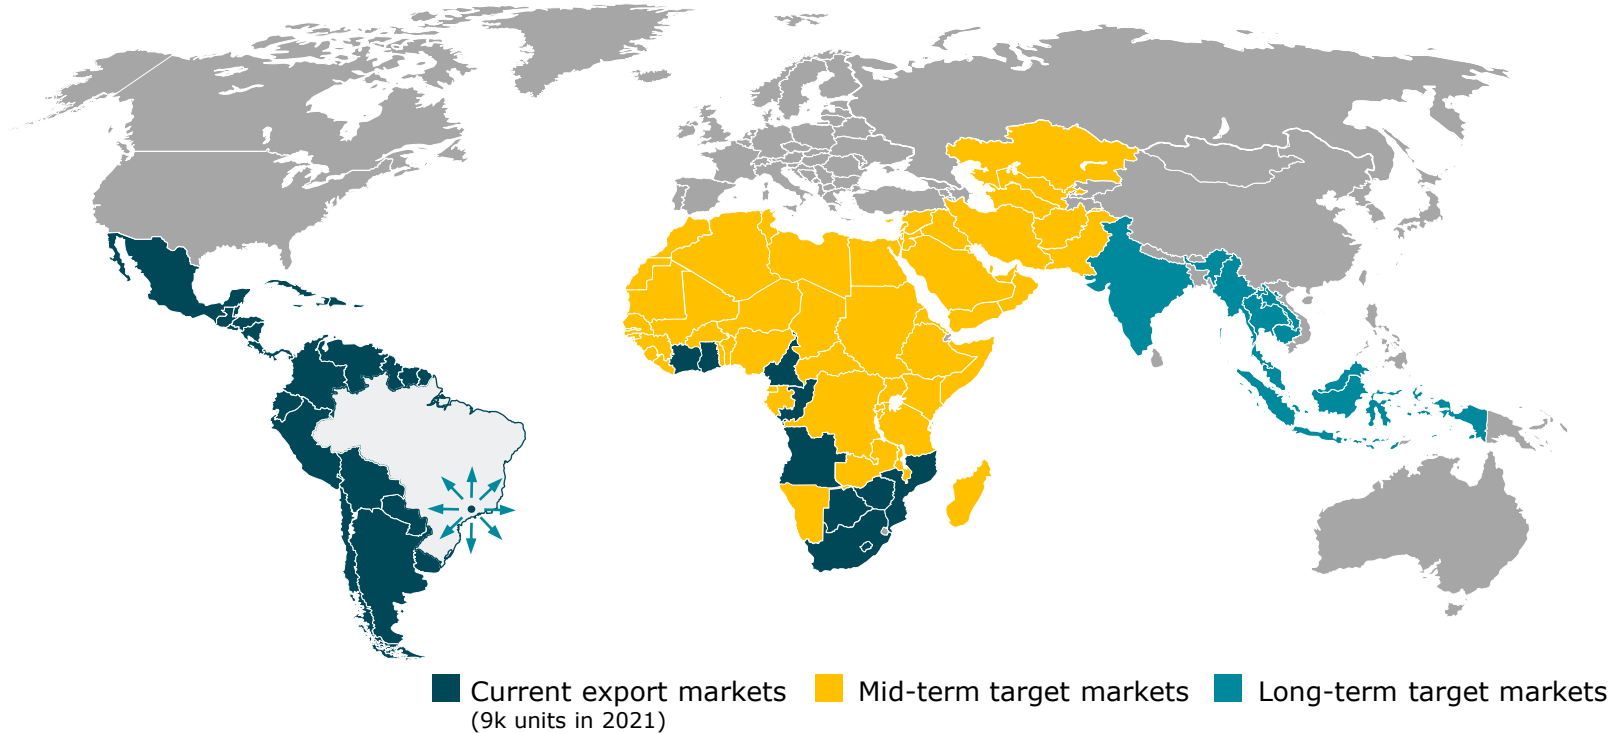 Current export markets
(9k units in 2021)
Mid-term target markets
Long-term target markets